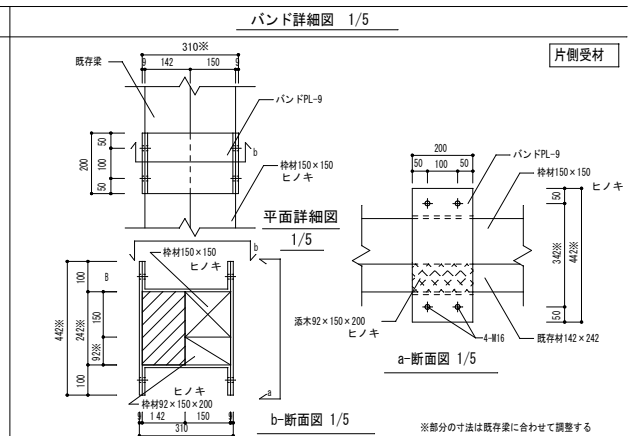 バンド詳細図 1/5
片側受材
310※
9 142 150 9
既存梁
バンドPL-9
200
50 100 50
b
枠材150×150
ヒノキ
平面詳細図
1/5
b
枠材150×150
ヒノキ
442※
100
242※
100
B
150
92※
ヒノキ
枠材92×150×200
9 142 150 9
310
a
b-断面図 1/5
200
50 100 50
バンドPL-9
枠材150×150
ヒノキ
50
342※
50
442※
添木92×150×200
ヒノキ
4-M16
既存材142×242
a-断面図 1/5
※部分の寸法は既存梁に合わせて調整する